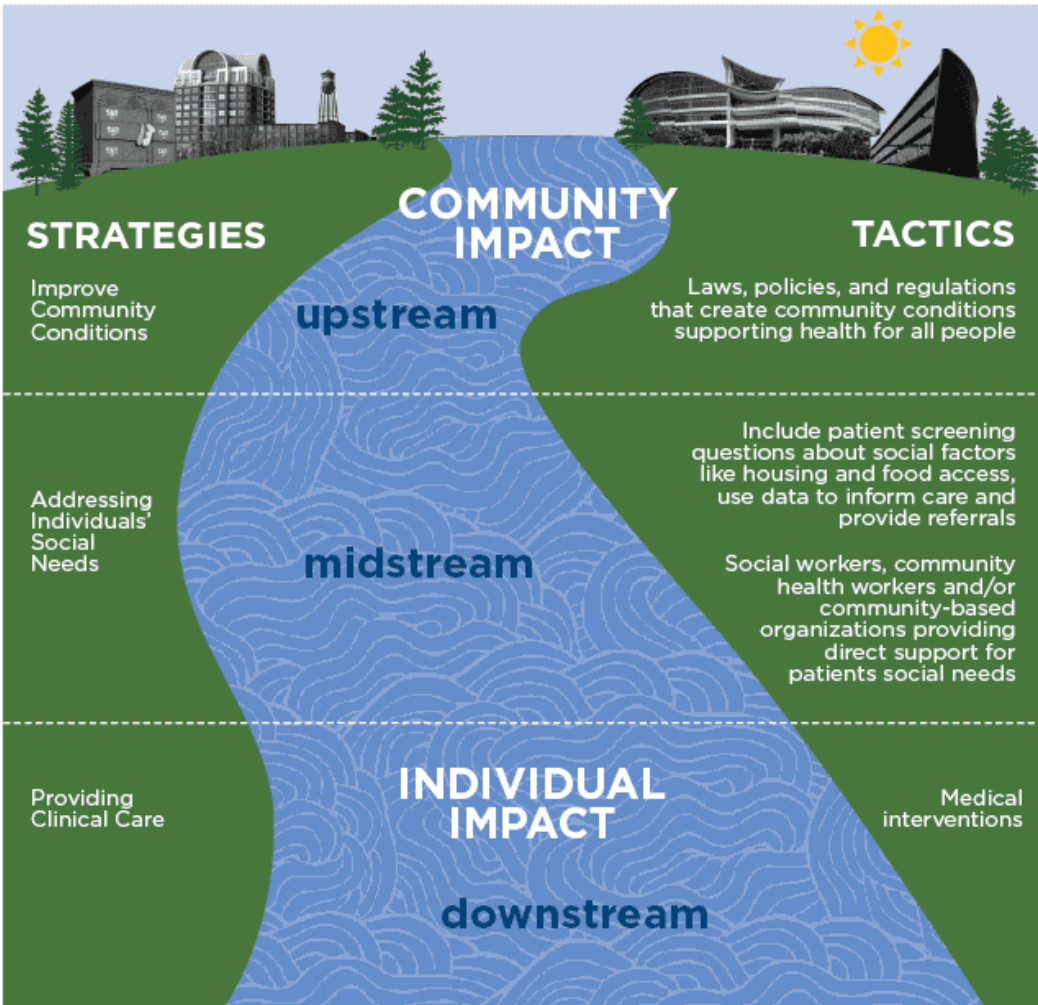 COMMUNITY
IMPACT
STRATEGIES
TACTICS
Improve
Community
Conditions
upstream
Laws, policies, and regulations
that create community conditions
supporting health for all people
Addressing
Individuals’
Social
Needs
midstream
Include patient screening
questions about social factors
like housing and food access,
use data to inform care and
provide referrals
Social workers, community
health workers and/or
community-based
organizations providing
direct support for
patients social needs
Providing
Clinical Care
INDIVIDUAL
IMPACT
downstream
Medical
interventions